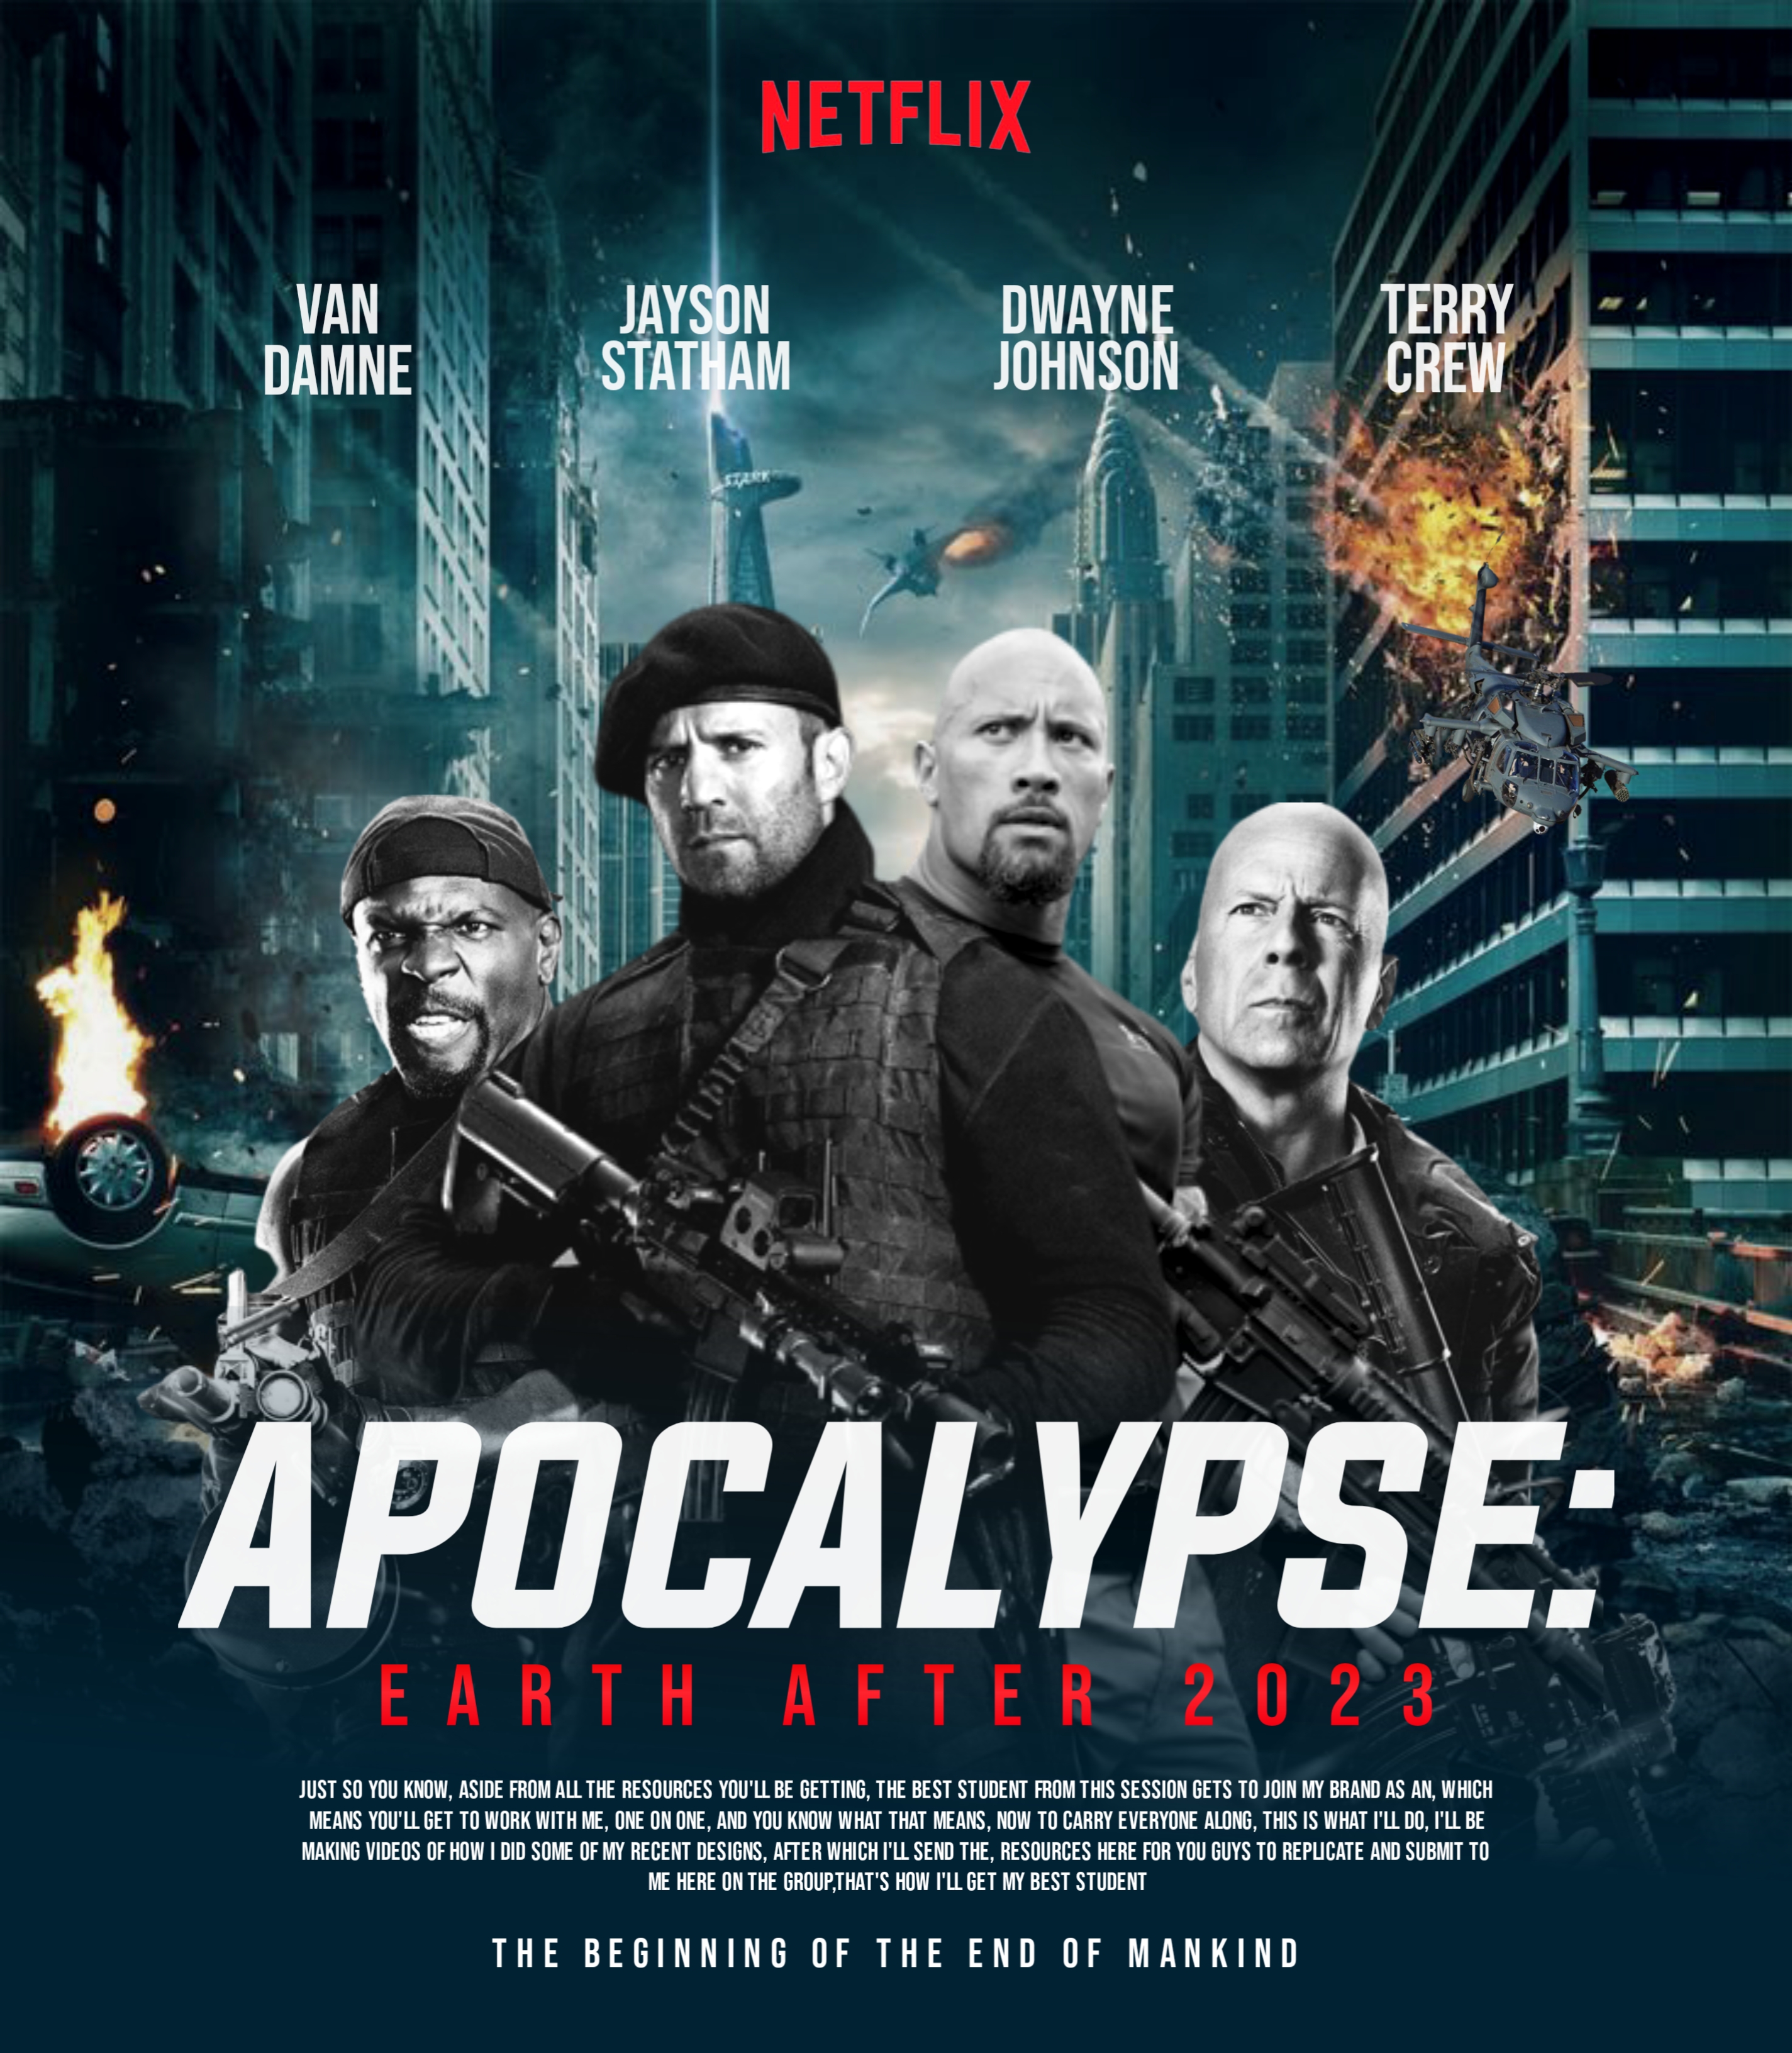 NETFLIX
VAN
DAMNE
JAYSON
STATHAM
DWAYNE
JOHNSON
TERRY
CREW
STARK
APOCALYPSE:
EARTH AFTER 2023
JUST SO YOU KNOW, ASIDE FROM ALL THE RESOURCES YOU'LL BE GETTING, THE BEST STUDENT FROM THIS SESSION GETS TO JOIN MY BRAND AS AN, WHICH
MEANS YOU'LL GET TO WORK WITH ME, ONE ON ONE, AND YOU KNOW WHAT THAT MEANS, NOW TO CARRY EVERYONE ALONG, THIS IS WHAT I'LL DO, I'LL BE
MAKING VIDEOS OF HOW I DID SOME OF MY RECENT DESIGNS, AFTER WHICH I'LL SEND THE, RESOURCES HERE FOR YOU GUYS TO REPLICATE AND SUBMIT TO
ME HERE ON THE GROUP,THAT'S HOW I'LL GET MY BEST STUDENT
THE BEGINNING OF THE END OF MANKIND